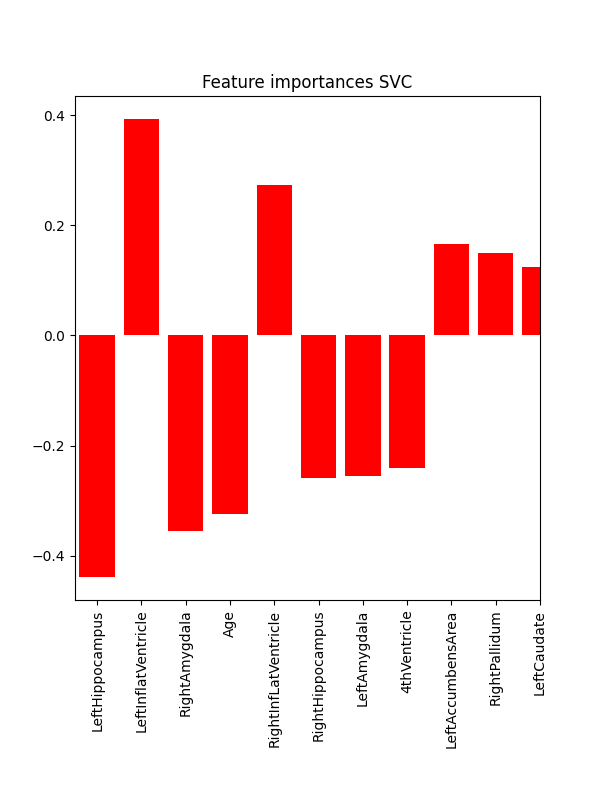 Feature importances SVC
0.4
0.2
0.0
−0.2
−0.4
LeftHippocampus
LeftInflatVentricle
RightAmygdala
Age
RightInfLatVentricle
RightHippocampus
LeftAmygdala
4thVentricle
LeftAccumbensArea
RightPallidum
LeftCaudate